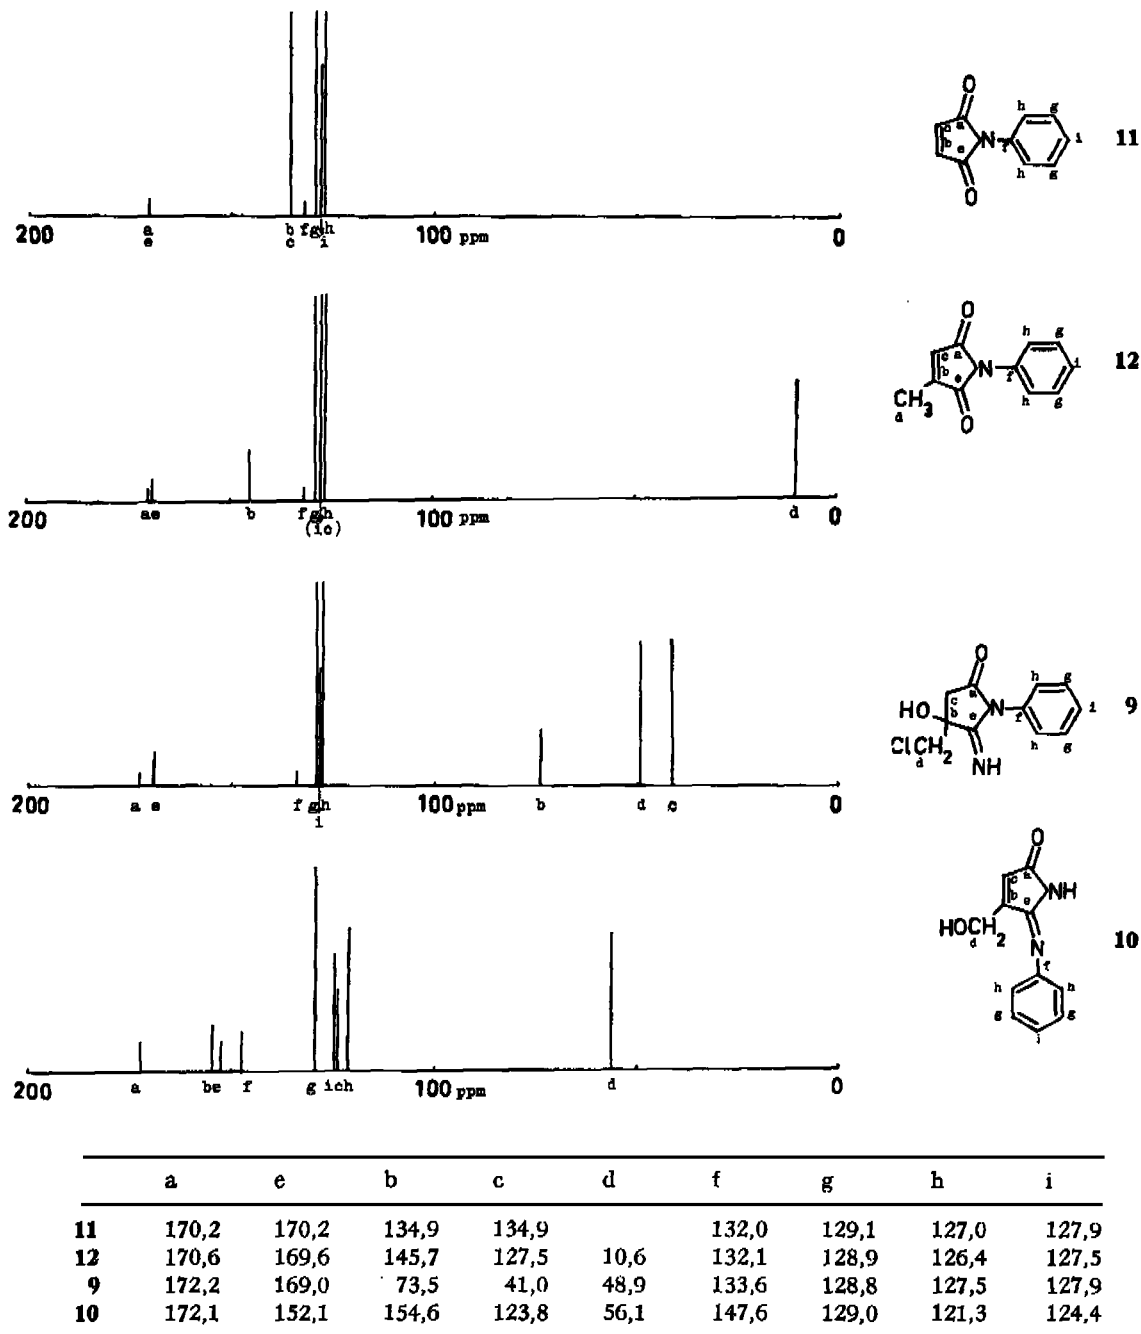 O
h
g
a
b
N
f
i
11
e
h
g
O
200
a
e
b
c
f g h
i
100 ppm
0
O
h
g
c
a
b
N
f
i
12
e
CH3
d
h
g
O
200
a e
b
f g h
(ic)
100 ppm
d
0
O
h
g
c
a
HO
b
N
f
i
9
e
ClCH2
d
NH
h
g
200
a e
f g h
i
100 ppm
b
d
c
0
O
c
a
NH
b
e
HOCH2
d
N
10
f
h
h
g
g
i
200
a
b e
f
g
i c h
100 ppm
d
0
a e b c d f g h i
11 170,2 170,2 134,9 134,9 132,0 129,1 127,0 127,9
12 170,6 169,6 145,7 127,5 10,6 132,1 128,9 126,4 127,5
9 172,2 169,0 73,5 41,0 48,9 133,6 128,8 127,5 127,9
10 172,1 152,1 154,6 123,8 56,1 147,6 129,0 121,3 124,4